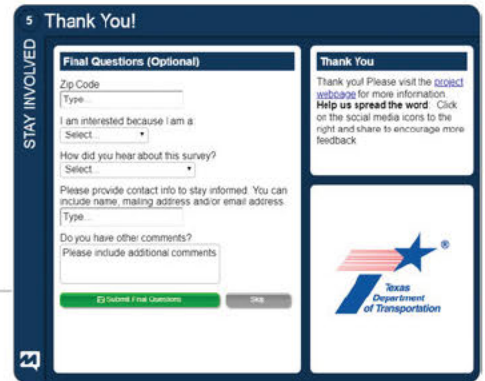 5 Thank You!
STAY INVOLVED
Final Questions (Optional)
Zip Code
Type...
I am interested because I am a:
Select...
How did you hear about this survey?
Select...
Please provide contact info to stay informed. You can
include name, mailing address and/or email address.
Type...
Do you have other comments?
Please include additional comments
Submit Final Questions
Skip
Thank You
Thank you! Please visit the project
webpage for more information.
Help us spread the word: Click
on the social media icons to the
right and share to encourage more
feedback
®
Texas
Department
of Transportation